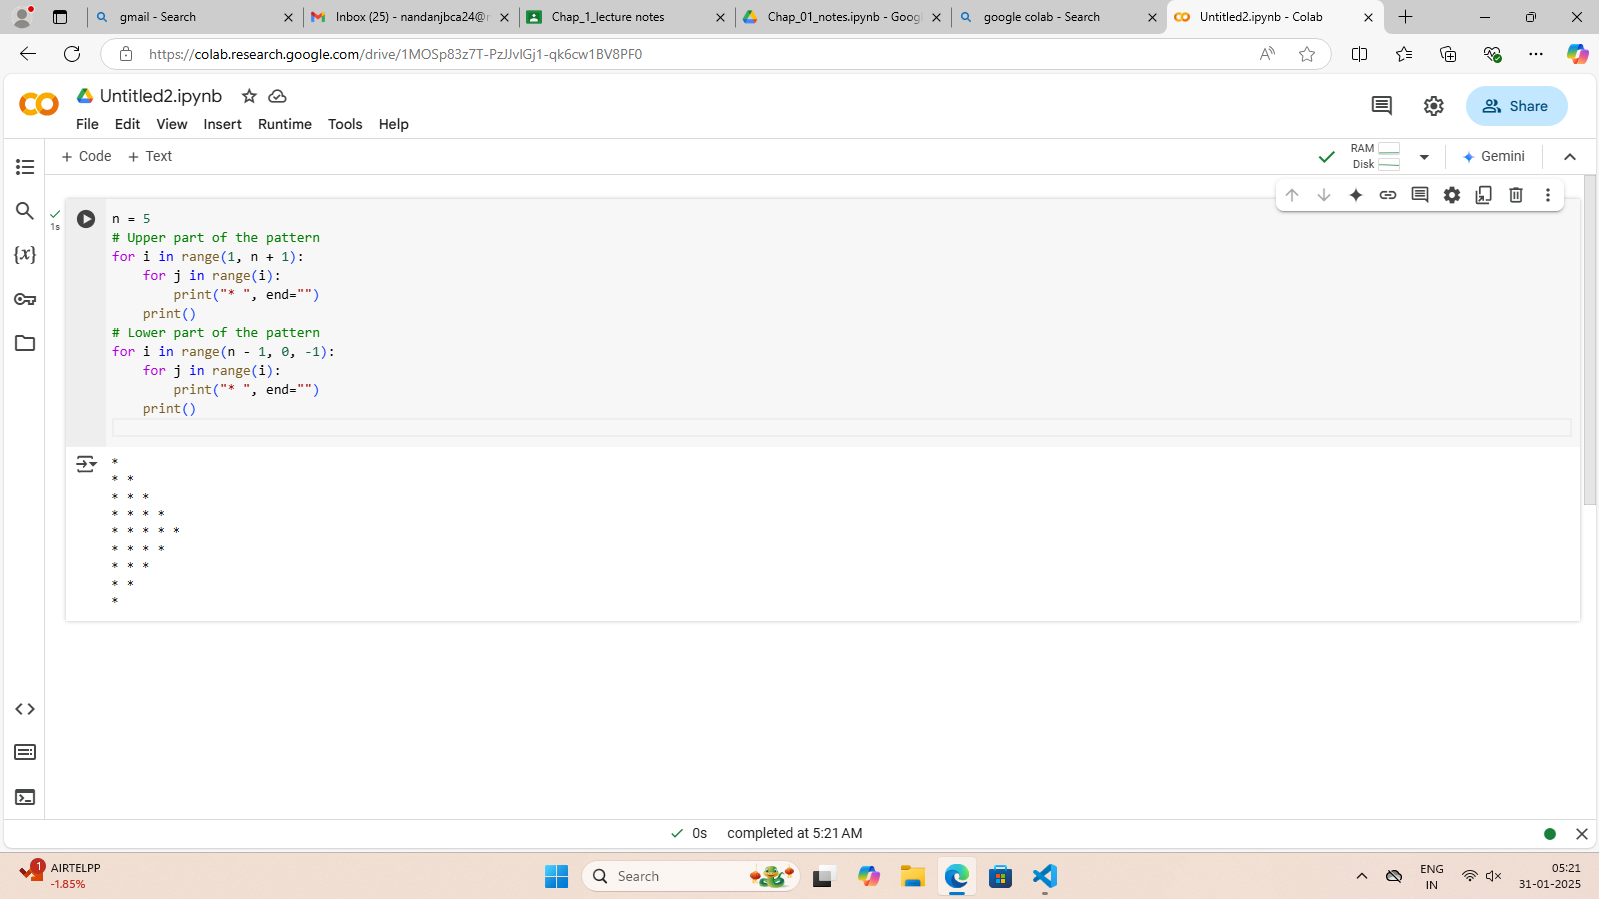 gmail - Search
Inbox (25) - nandanjbca24@
Chap_1_lecture notes
Chap_01_notes.ipynb - Goog
google colab - Search
Untitled2.ipynb - Colab
https://colab.research.google.com/drive/1MOSp83z7T-PzJJvlGj1-qk6cw1BV8PF0
Untitled2.ipynb
Share
File Edit View Insert Runtime Tools Help
+ Code + Text
RAM
Disk
Gemini
1s
n = 5
# Upper part of the pattern
for i in range(1, n + 1):
    for j in range(i):
        print("* ", end="")
    print()
# Lower part of the pattern
for i in range(n - 1, 0, -1):
    for j in range(i):
        print("* ", end="")
    print()
{x}
*
* *
* * *
* * * *
* * * * *
* * * *
* * *
* *
*
0s completed at 5:21 AM
1
AIRTELPP
-1.85%
Search
ENG
IN
05:21
31-01-2025